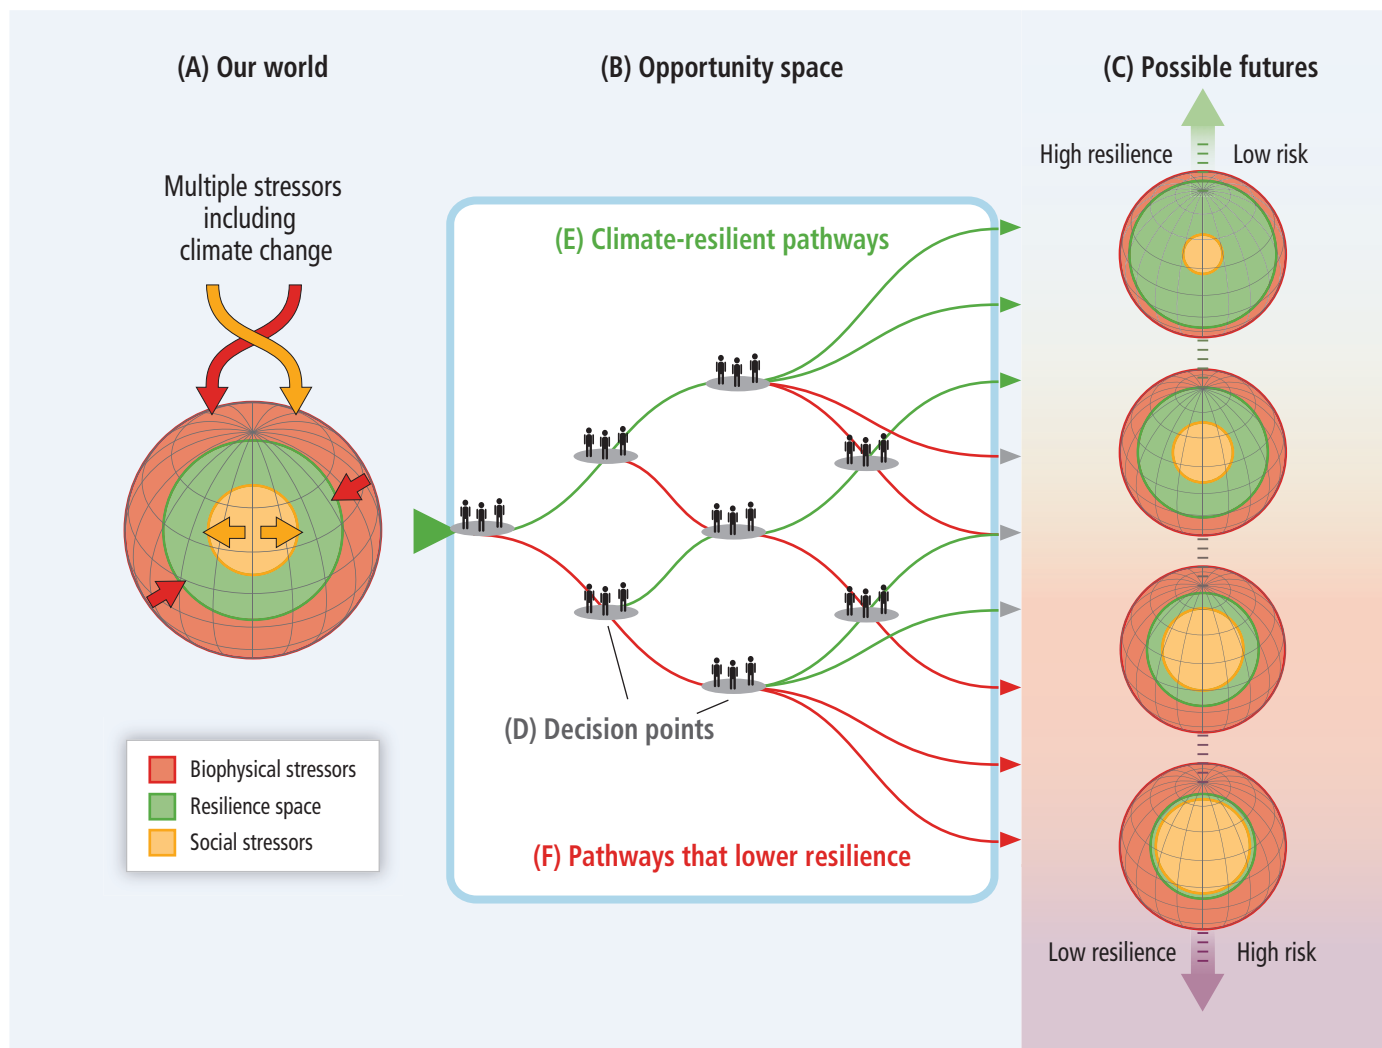 (A) Our world
(B) Opportunity space
(C) Possible futures
Multiple stressors
including
climate change
High resilience
Low risk
(E) Climate-resilient pathways
(D) Decision points
(F) Pathways that lower resilience
Biophysical stressors
Resilience space
Social stressors
Low resilience
High risk